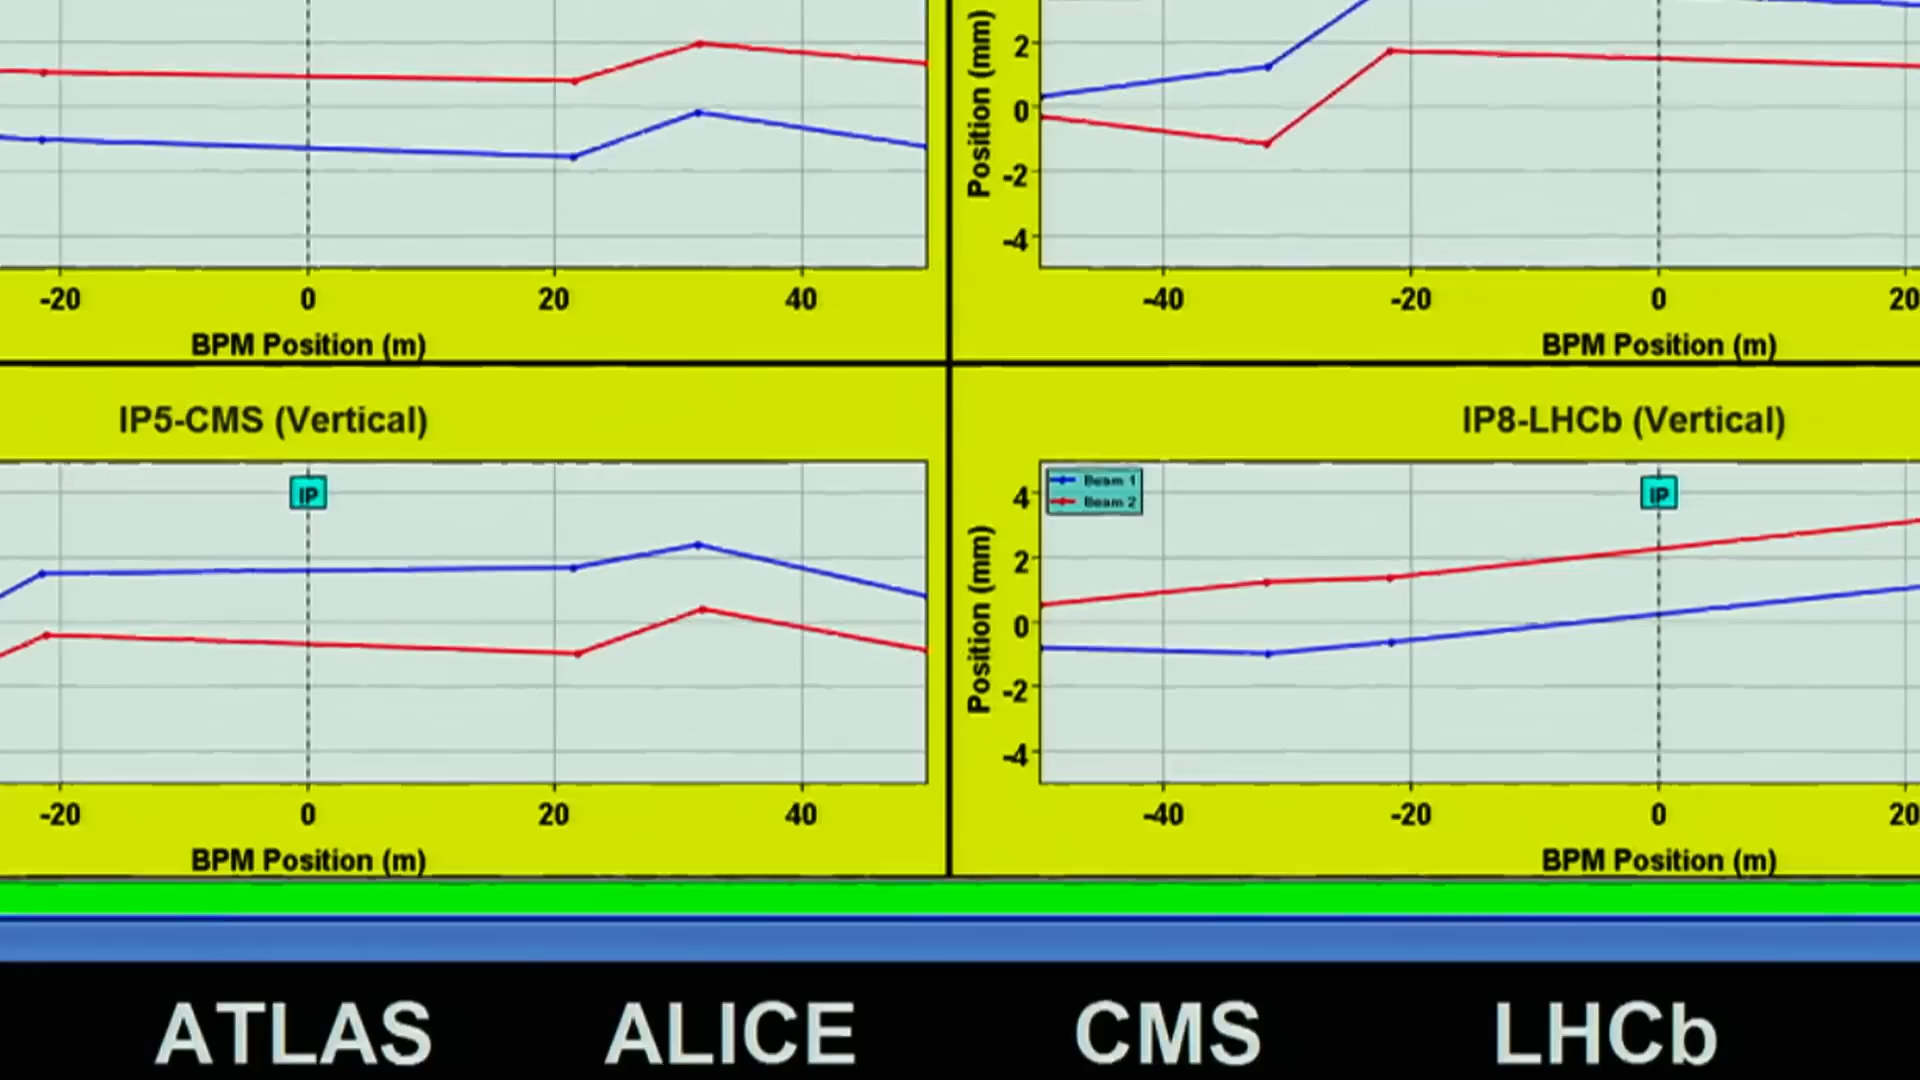 2
0
-2
-4
Position (mm)
-20 0 20 40
BPM Position (m)
-40 -20 0 20
BPM Position (m)
IP5-CMS (Vertical)
IP
-20 0 20 40
BPM Position (m)
IP8-LHCb (Vertical)
Beam 1
Beam 2
IP
4
2
0
-2
-4
Position (mm)
-40 -20 0 20
BPM Position (m)
ATLAS ALICE CMS LHCb